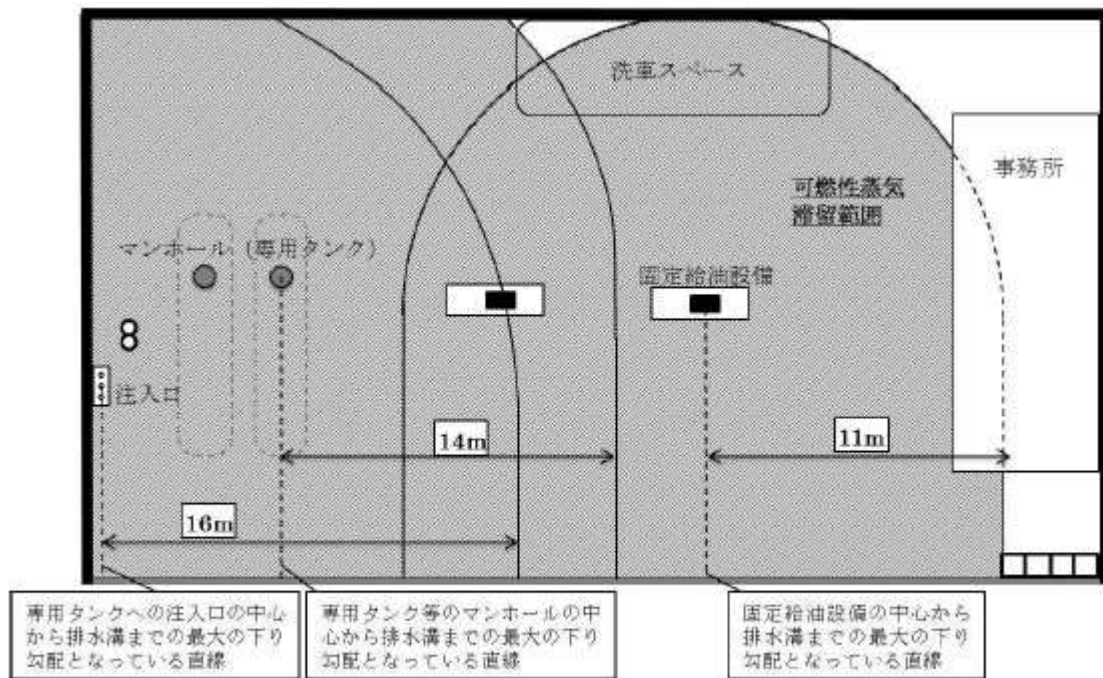 洗車スペース
事務所
可燃性蒸気
滞留範囲
マンホール（専用タンク）
固定給油設備
注入口
14m
11m
16m
専用タンクへの注入口の中心
から排水溝までの最大の下り
勾配となっている直線
専用タンク等のマンホールの中
心から排水溝までの最大の下り
勾配となっている直線
固定給油設備の中心から
排水溝までの最大の下り
勾配となっている直線